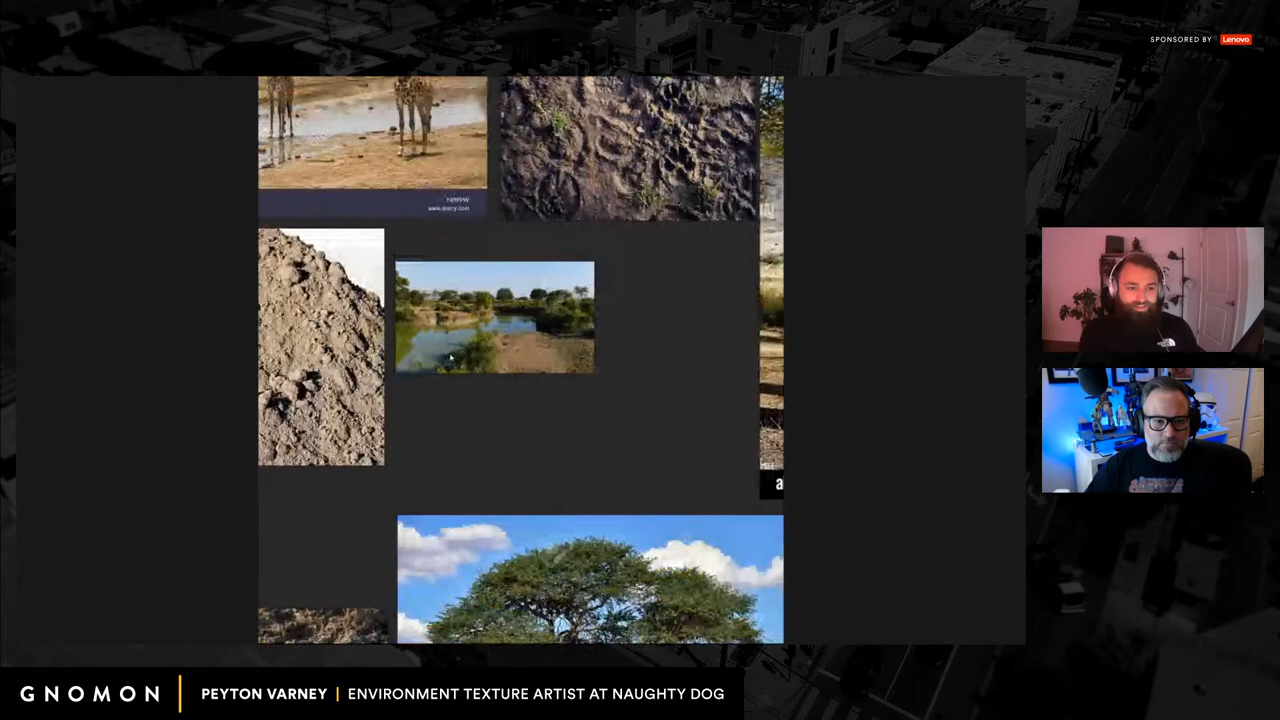 SPONSORED BY Lenovo
a
GNOMON
PEYTON VARNEY | ENVIRONMENT TEXTURE ARTIST AT NAUGHTY DOG